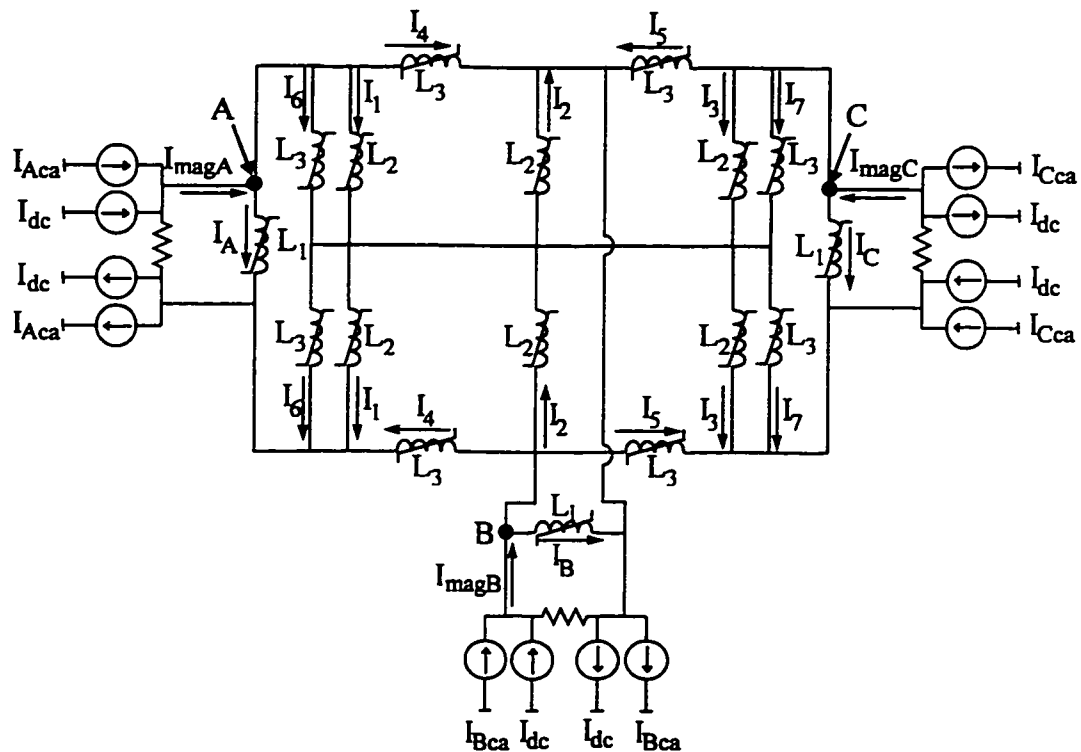 I4 I5
L3 L3
I6 I1 I2 I3 I7
A C
IAca ImagA L3 L2 L2 L2 L3 ImagC ICca
Idc Idc
IA L1 L1 IC
Idc Idc
IAca L3 L2 L2 L2 L3 ICca
I6 I1 I4 I2 I5 I3 I7
L3 L3
L1
B
IB
ImagB
IBca Idc Idc IBca